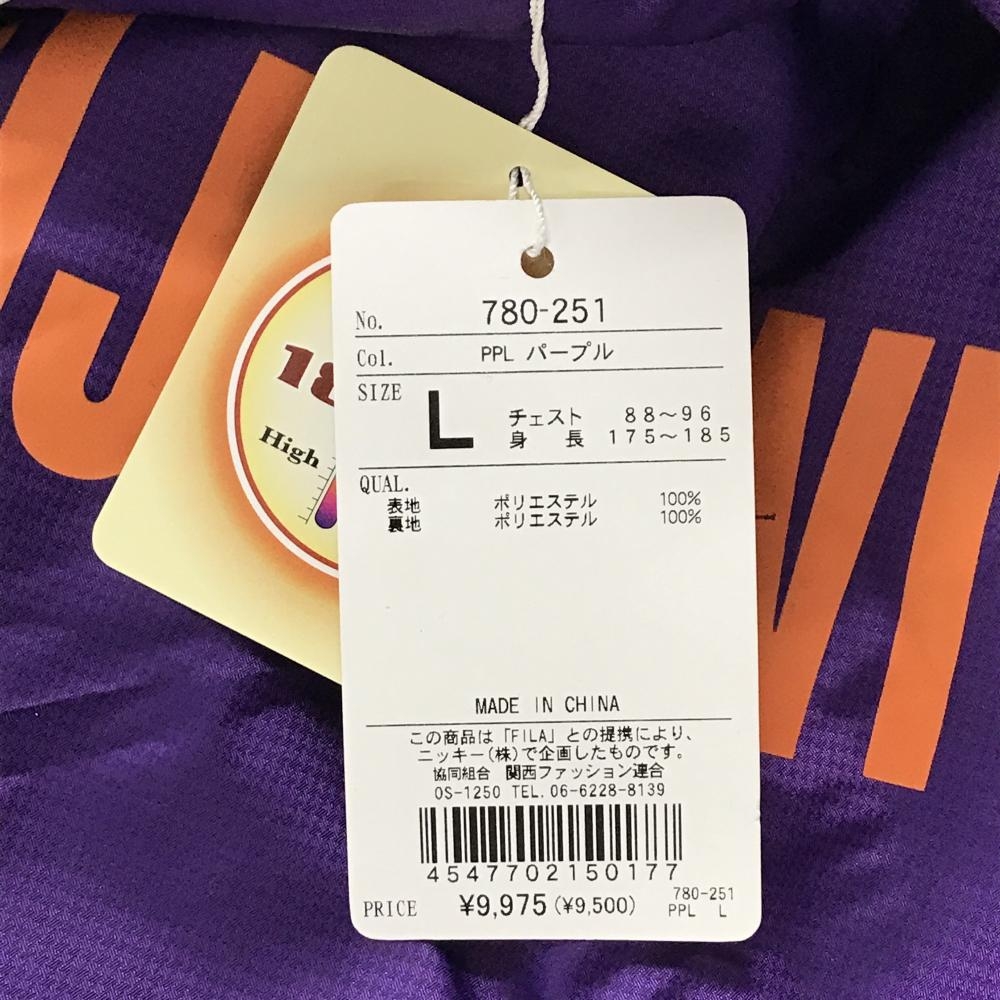 No. 780-251
Col. PPL パープル
SIZE L チェスト 88～96
身 長 175～185
QUAL.
表地 ポリエステル 100%
裏地 ポリエステル 100%
MADE IN CHINA
この商品は「FILA」との提携により、
ニッキー(株)で企画したものです。
協同組合 関西ファッション連合
OS-1250 TEL. 06-6228-8139
4547702150177
PRICE ¥9,975 (¥9,500) 780-251
PPL L
High